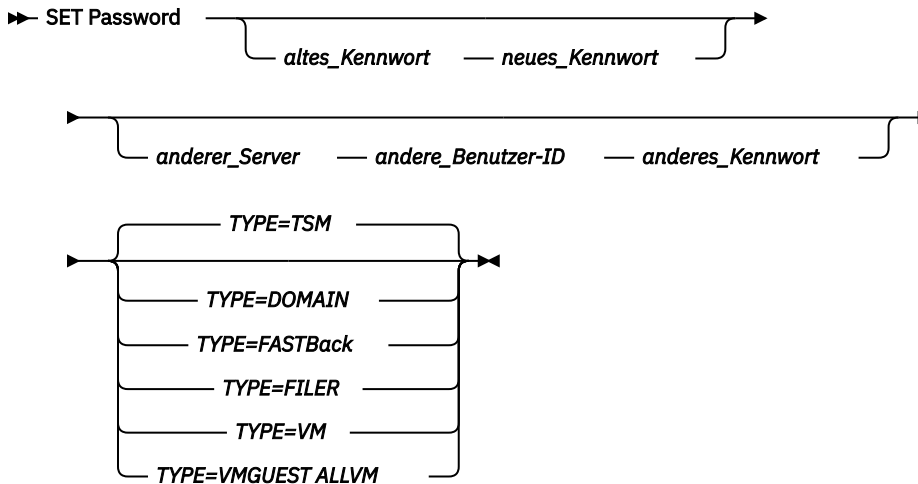 SET Password
altes_Kennwort neues_Kennwort
anderer_Server andere_Benutzer-ID anderes_Kennwort
TYPE=TSM
TYPE=DOMAIN
TYPE=FASTBack
TYPE=FILER
TYPE=VM
TYPE=VMGUEST ALLVM